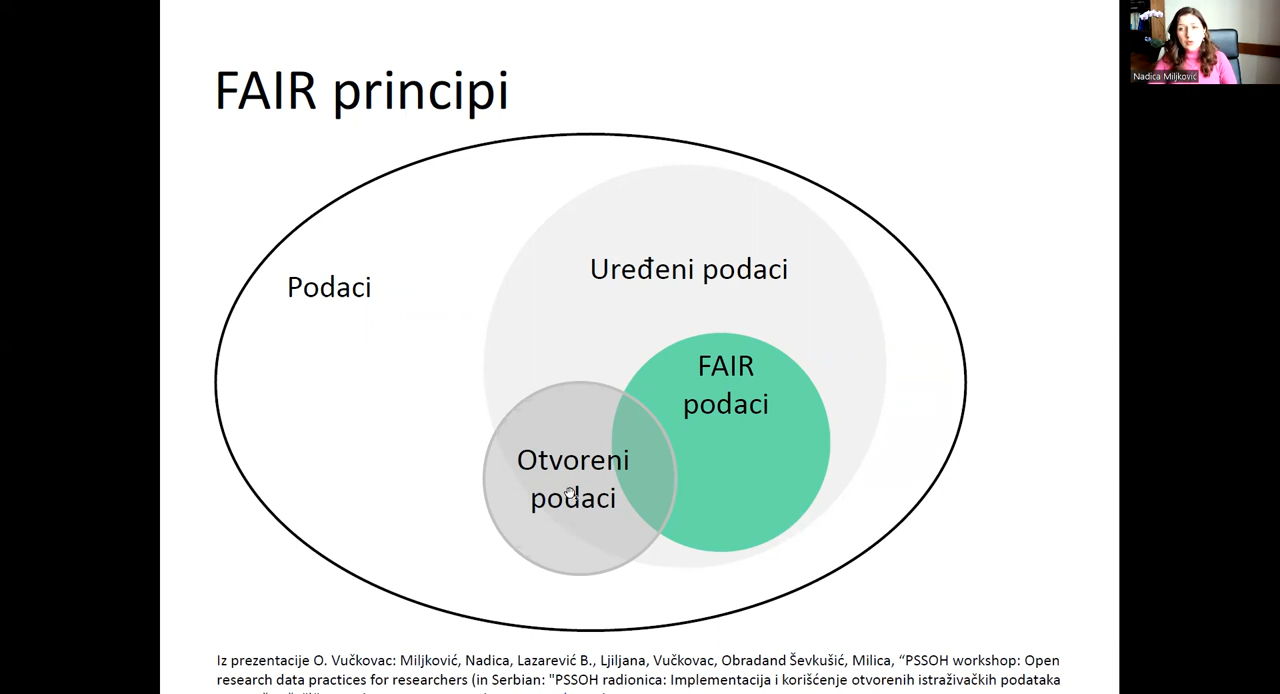 FAIR principi
Nadica Miljković
Podaci
Uređeni podaci
FAIR
podaci
Otvoreni
podaci
Iz prezentacije O. Vučkovac: Miljković, Nadica, Lazarević B., Ljiljana, Vučkovac, Obradand Ševkušić, Milica, “PSSOH workshop: Open
research data practices for researchers (in Serbian: "PSSOH radionica: Implementacija i korišćenje otvorenih istraživačkih podataka